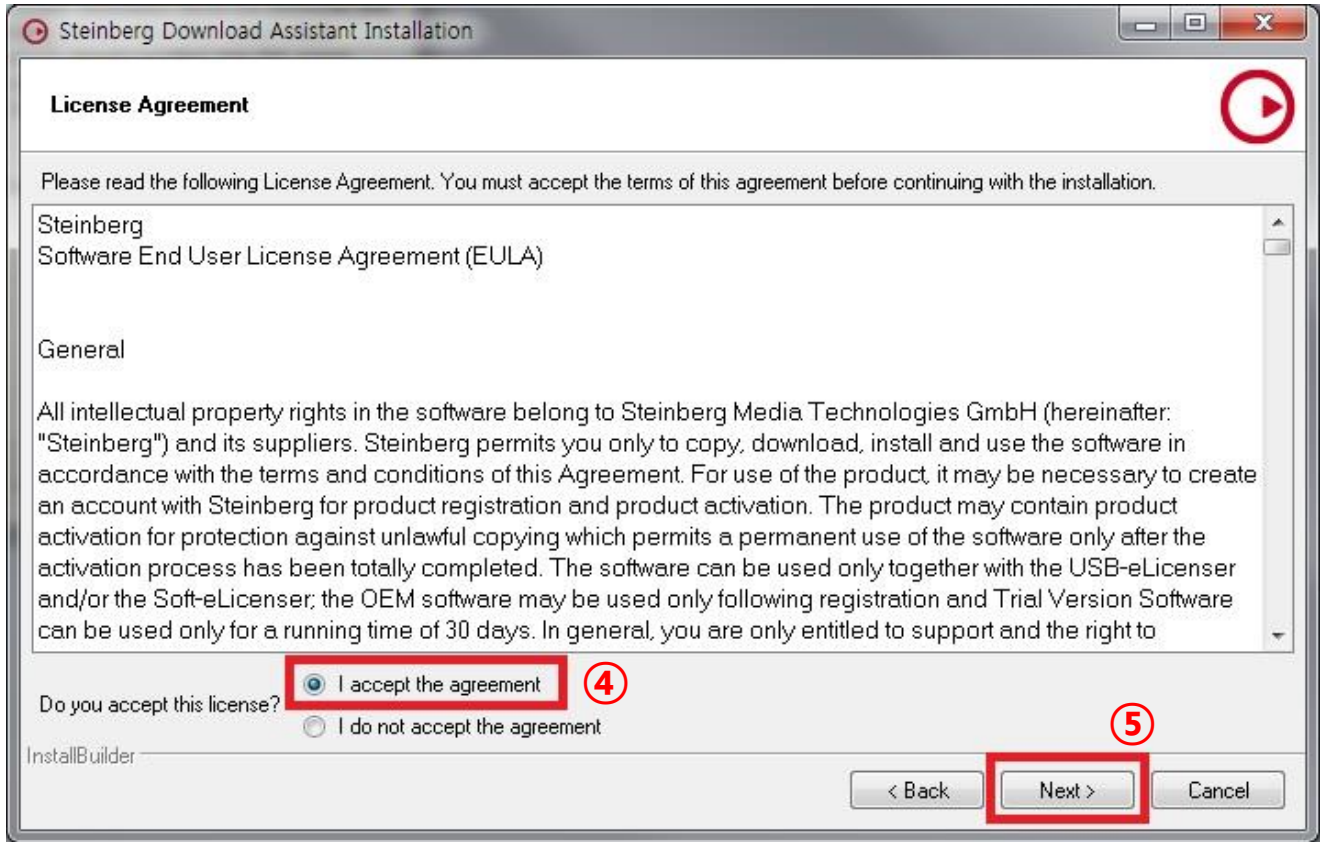 Steinberg Download Assistant Installation
License Agreement
Please read the following License Agreement. You must accept the terms of this agreement before continuing with the installation.
Steinberg
Software End User License Agreement (EULA)
General
All intellectual property rights in the software belong to Steinberg Media Technologies GmbH (hereinafter:
"Steinberg") and its suppliers. Steinberg permits you only to copy, download, install and use the software in
accordance with the terms and conditions of this Agreement. For use of the product, it may be necessary to create
an account with Steinberg for product registration and product activation. The product may contain product
activation for protection against unlawful copying which permits a permanent use of the software only after the
activation process has been totally completed. The software can be used only together with the USB-eLicenser
and/or the Soft-eLicenser; the OEM software may be used only following registration and Trial Version Software
can be used only for a running time of 30 days. In general, you are only entitled to support and the right to
Do you accept this license?
I accept the agreement ④
I do not accept the agreement
⑤
InstallBuilder
< Back Next > Cancel